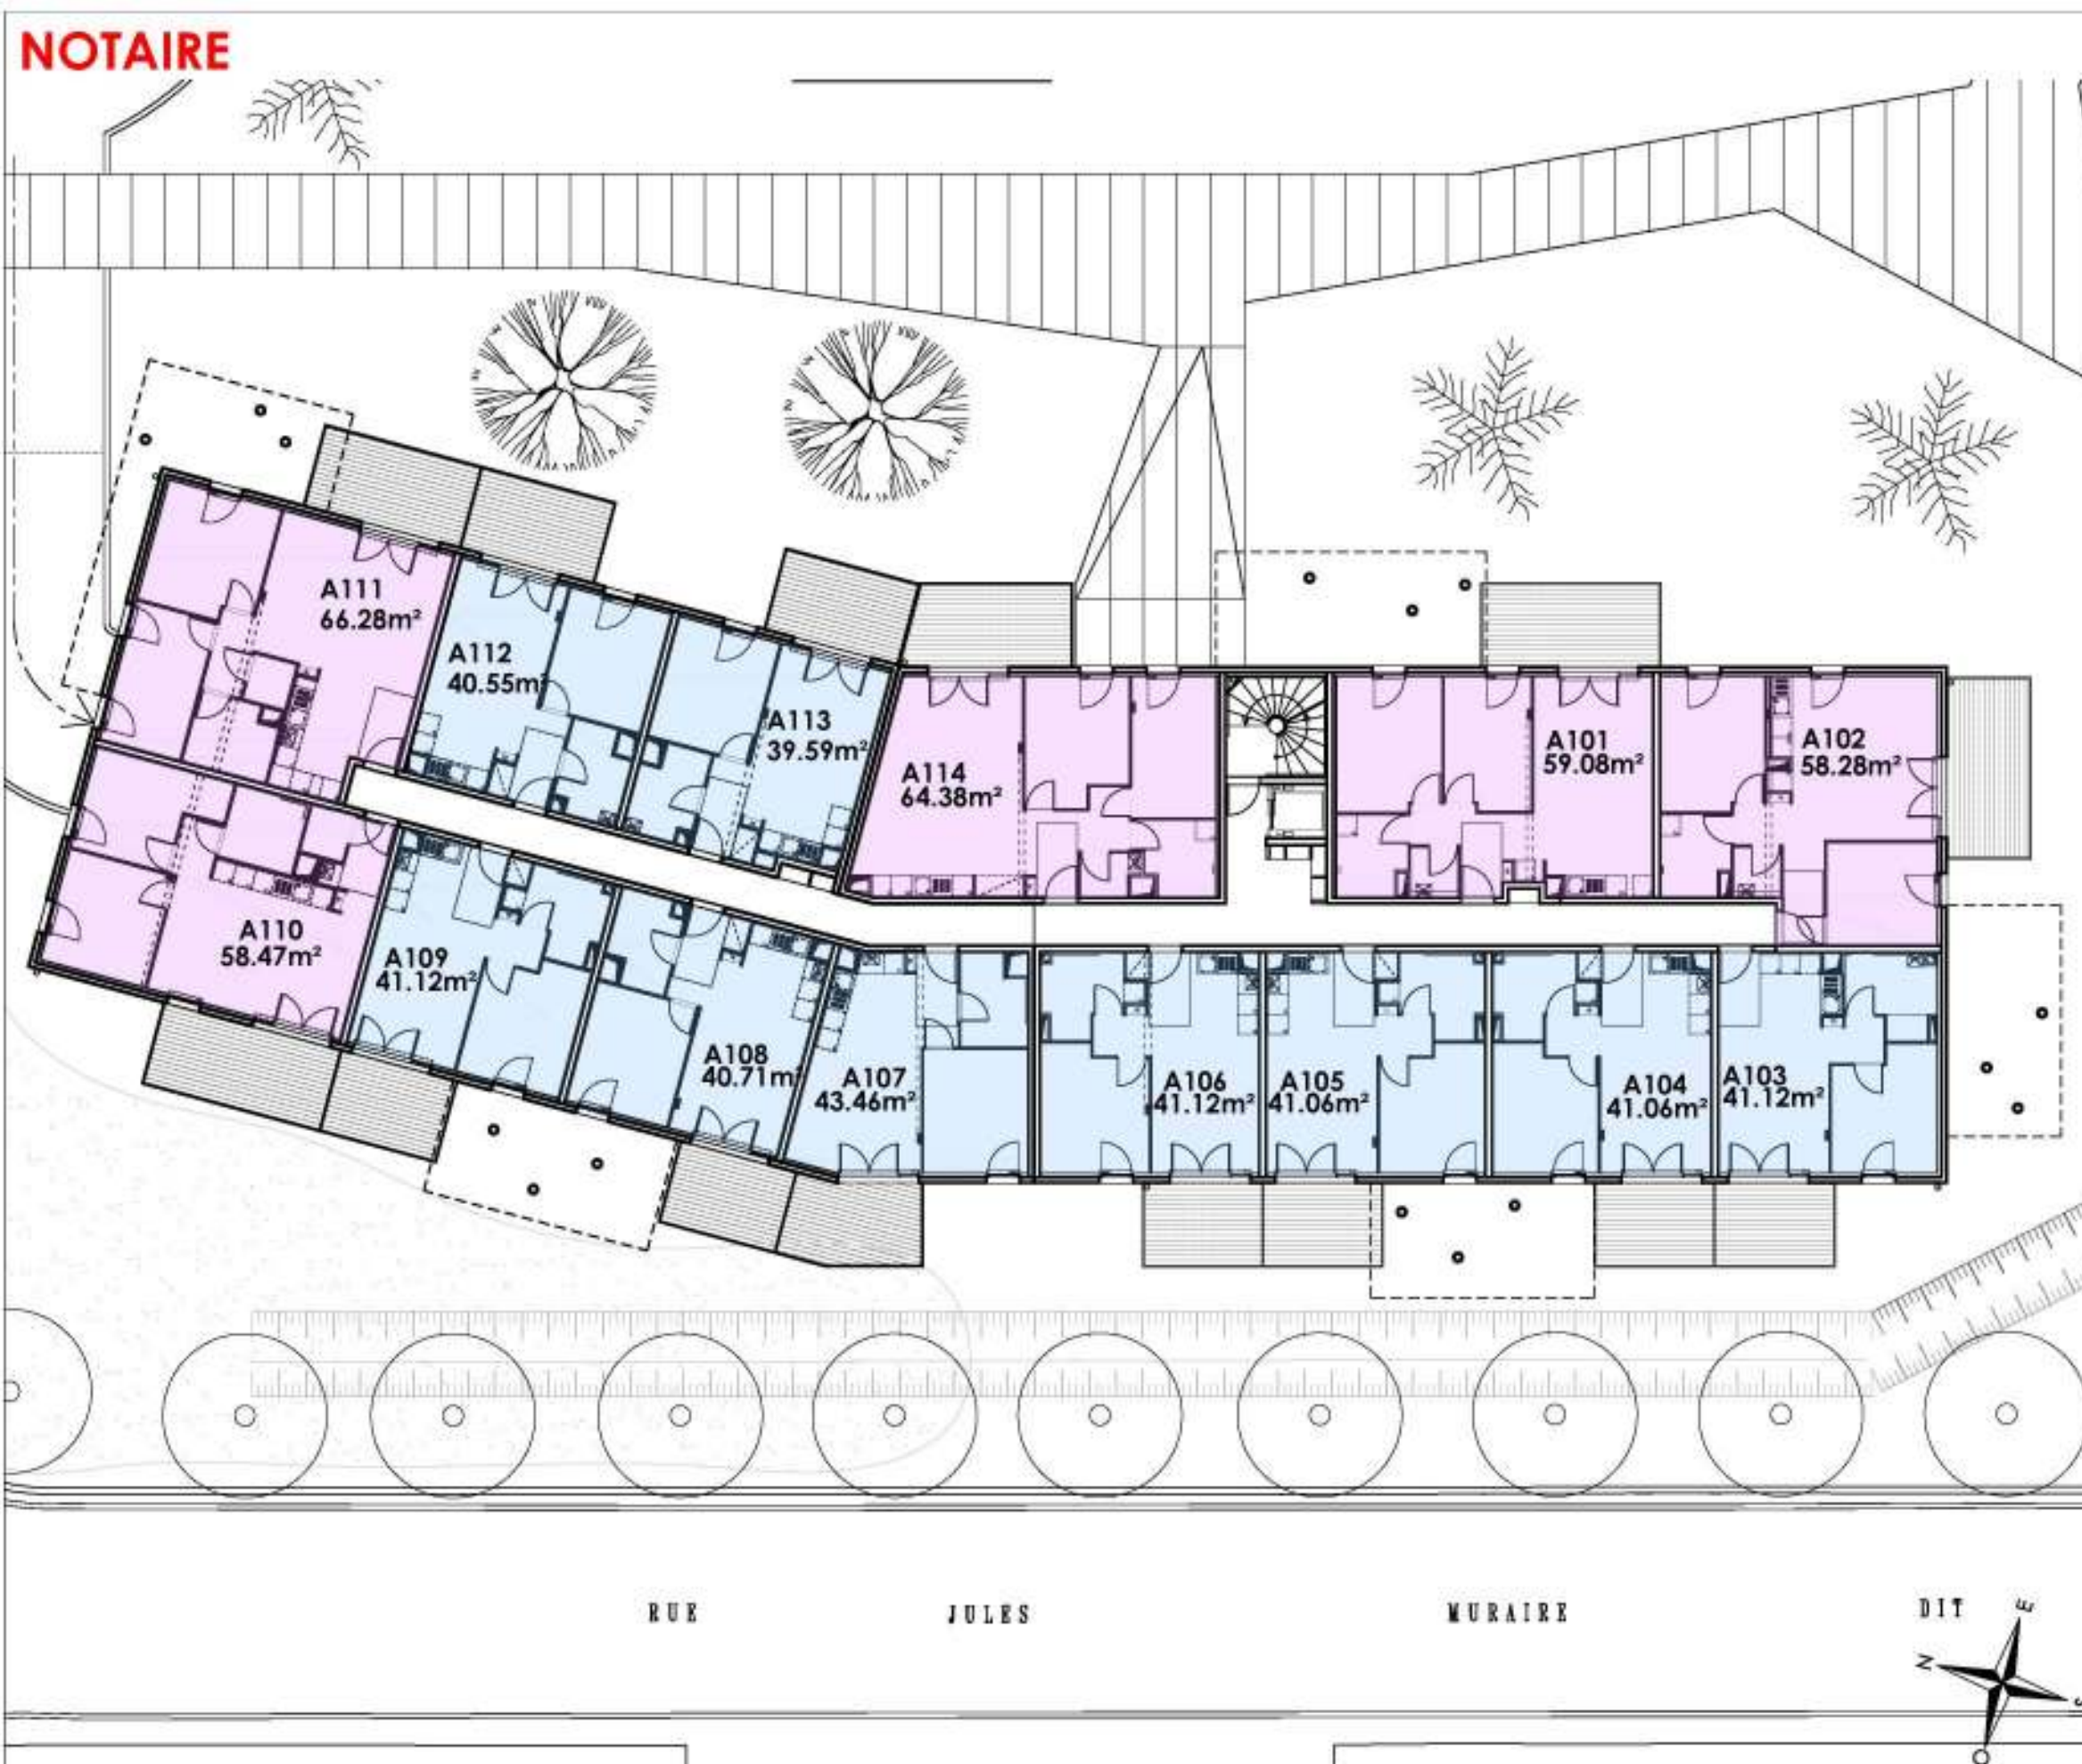 NOTAIRE
A111
66.28m²
A112
40.55m²
A113
39.59m²
A114
64.38m²
A101
59.08m²
A102
58.28m²
A110
58.47m²
A109
41.12m²
A108
40.71m²
A107
43.46m²
A106
41.12m²
A105
41.06m²
A104
41.06m²
A103
41.12m²
RUE JULES MURAIRE DIT
E
N
S